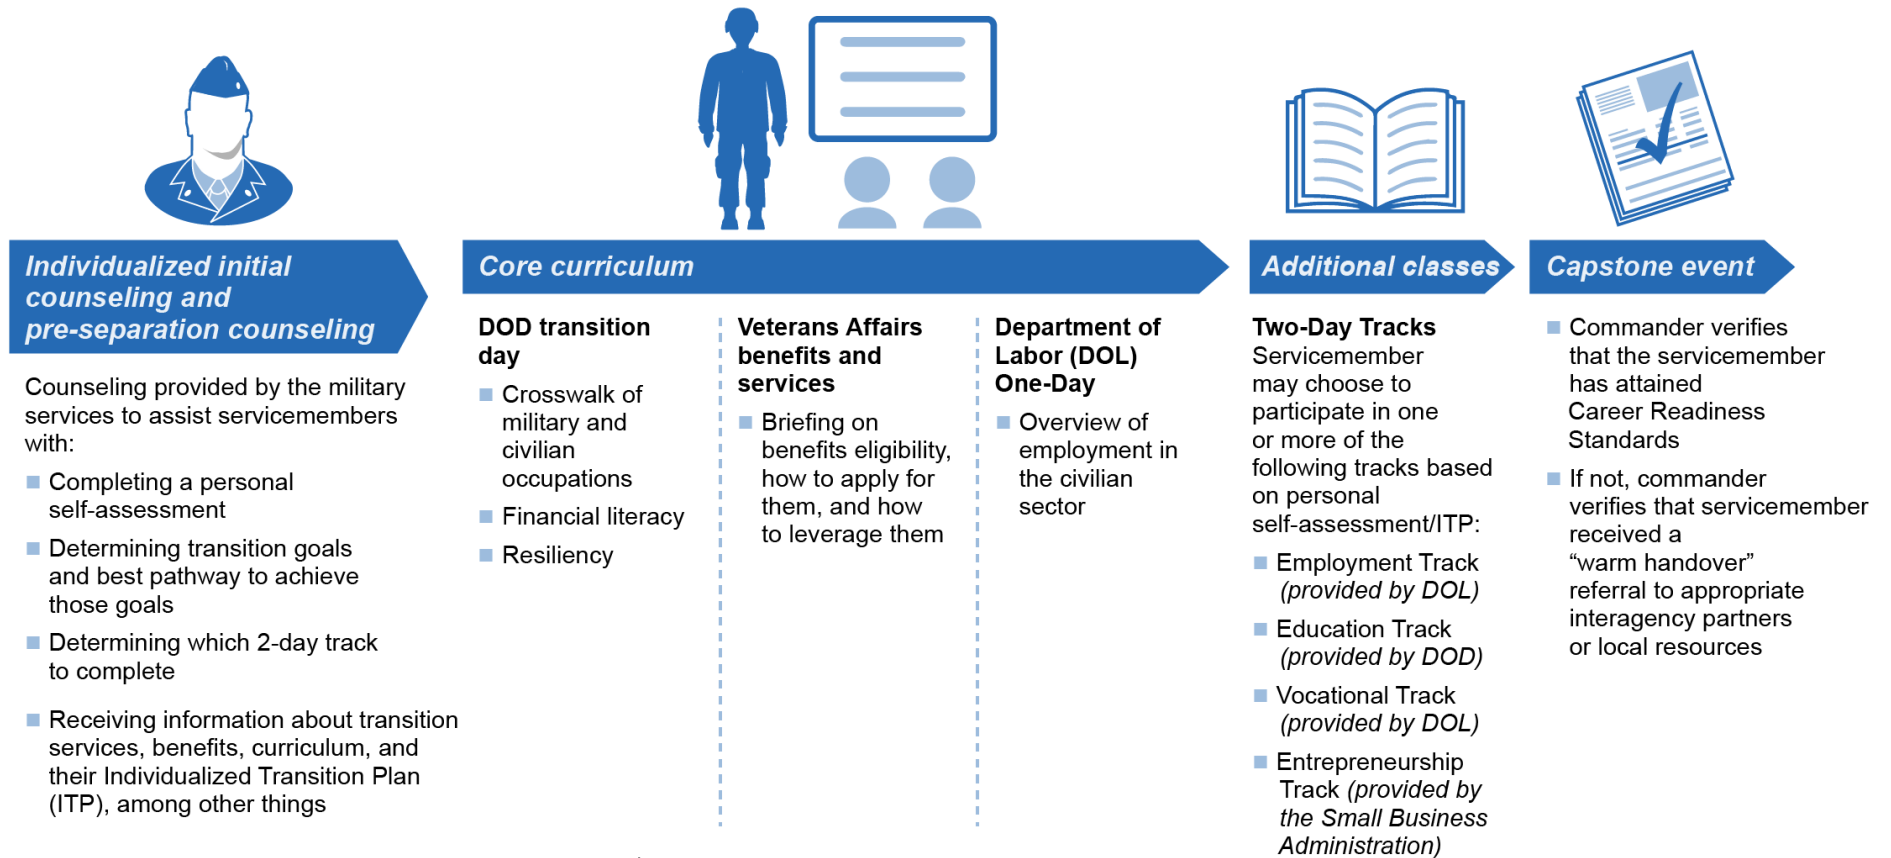 Individualized initial
counseling and
pre-separation counseling
Counseling provided by the military
services to assist servicemembers
with:
Completing a personal
self-assessment
Determining transition goals
and best pathway to achieve
those goals
Determining which 2-day track
to complete
Receiving information about transition
services, benefits, curriculum, and
their Individualized Transition Plan
(ITP), among other things
Core curriculum
DOD transition
day
Crosswalk of
military and
civilian
occupations
Financial literacy
Resiliency
Veterans Affairs
benefits and
services
Briefing on
benefits eligibility,
how to apply for
them, and how
to leverage them
Department of
Labor (DOL)
One-Day
Overview of
employment in
the civilian
sector
Additional classes
Two-Day Tracks
Servicemember
may choose to
participate in one
or more of the
following tracks based
on personal
self-assessment/ITP:
Employment Track
(provided by DOL)
Education Track
(provided by DOD)
Vocational Track
(provided by DOL)
Entrepreneurship
Track (provided by
the Small Business
Administration)
Capstone event
Commander verifies
that the servicemember
has attained
Career Readiness
Standards
If not, commander
verifies that servicemember
received a
“warm handover”
referral to appropriate
interagency partners
or local resources